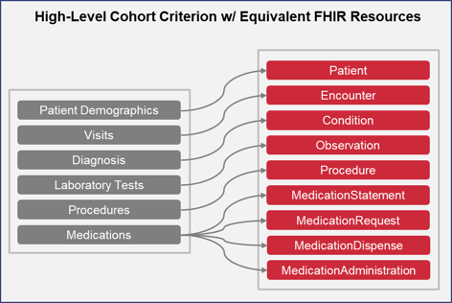 High-Level Cohort Criterion w/ Equivalent FHIR Resources
Patient Demographics
Visits
Diagnosis
Laboratory Tests
Procedures
Medications
Patient
Encounter
Condition
Observation
Procedure
MedicationStatement
MedicationRequest
MedicationDispense
MedicationAdministration